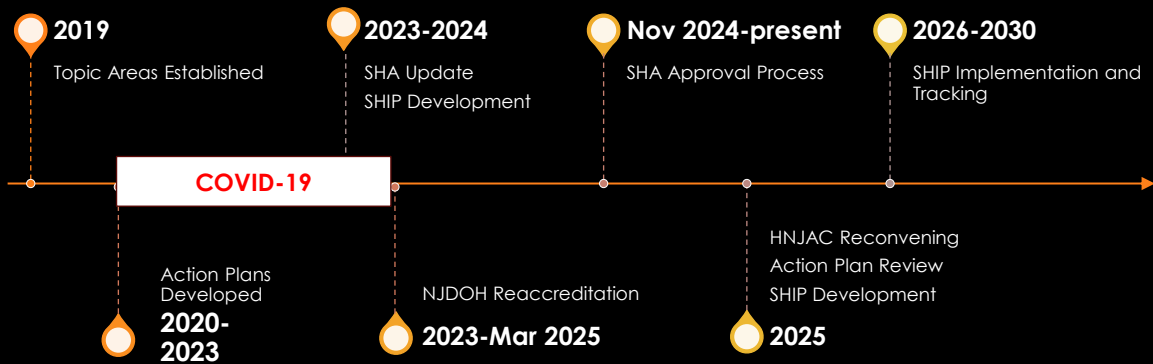 2019
Topic Areas Established
2023-2024
SHA Update
SHIP Development
Nov 2024-present
SHA Approval Process
2026-2030
SHIP Implementation and
Tracking
COVID-19
Action Plans
Developed
2020-
2023
NJDOH Reaccreditation
2023-Mar 2025
HNJAC Reconvening
Action Plan Review
SHIP Development
2025